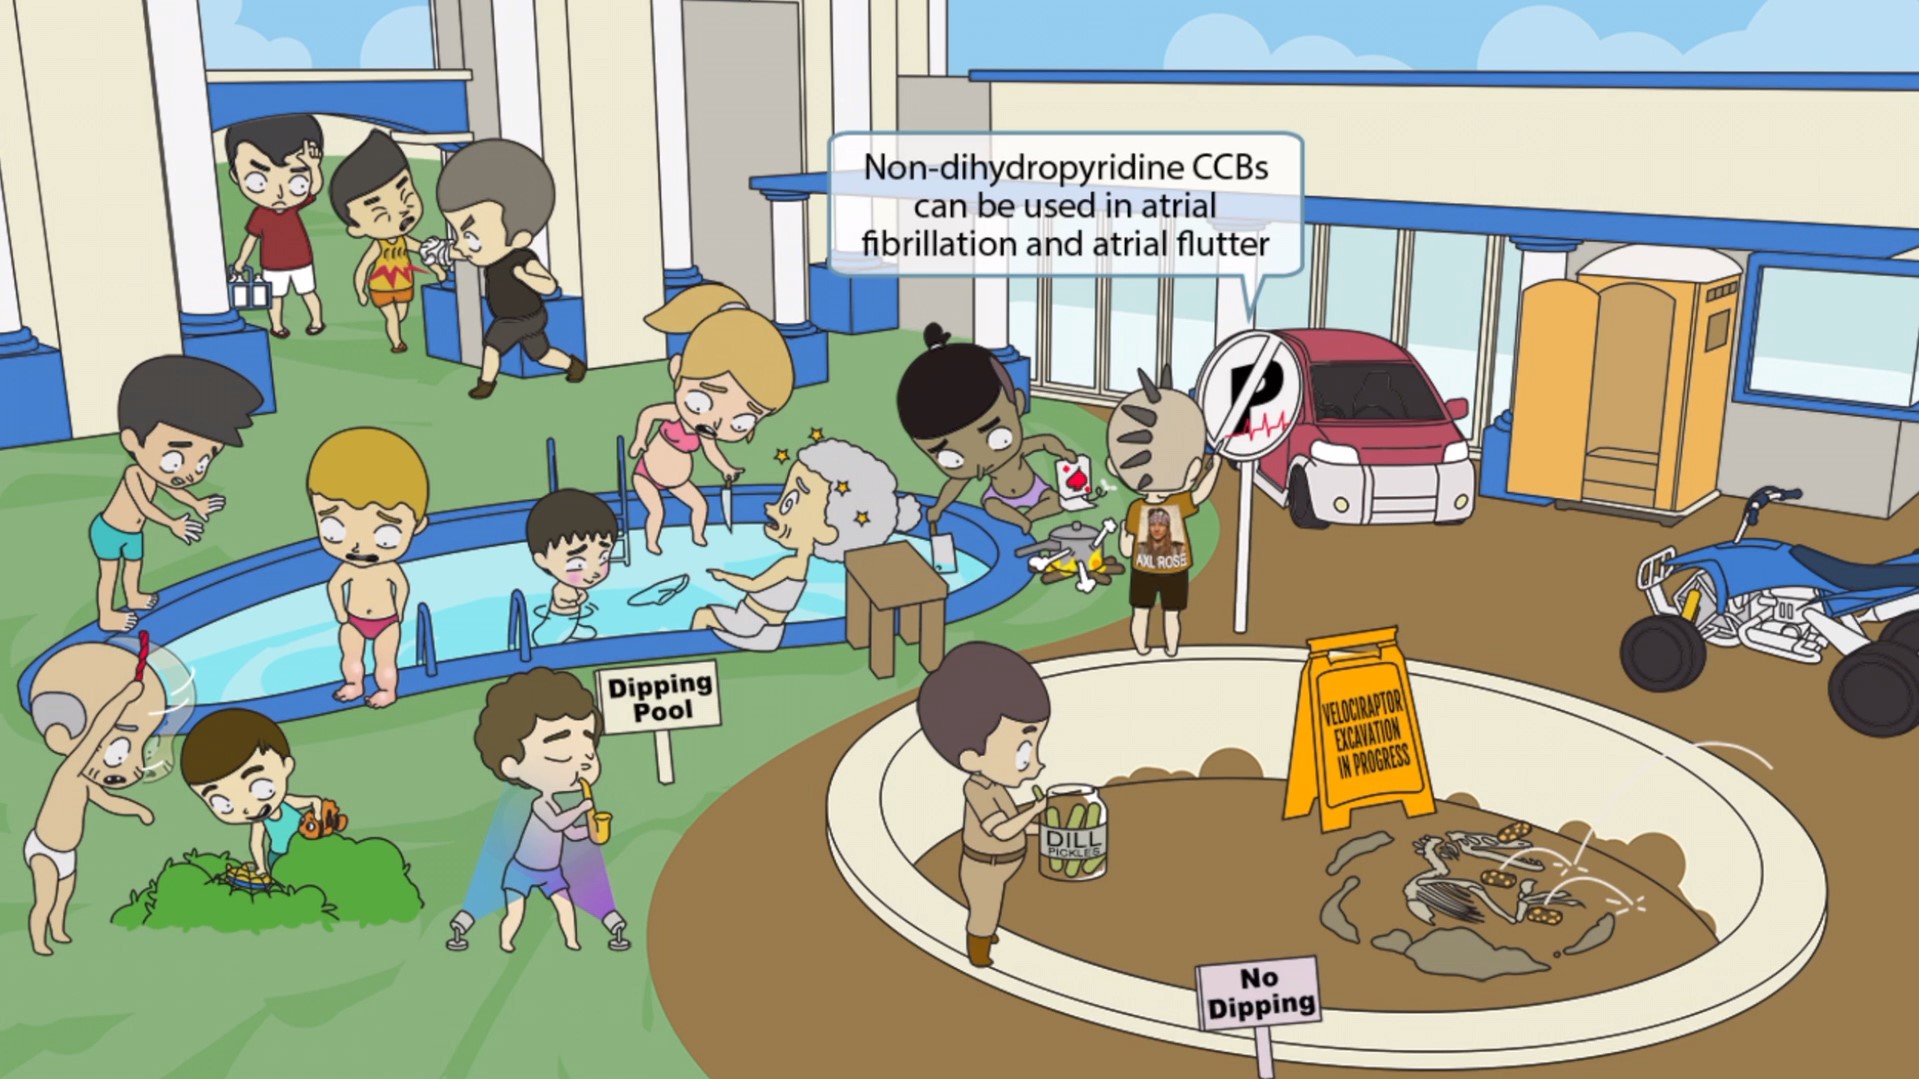 Non-dihydropyridine CCBs
can be used in atrial
fibrillation and atrial flutter
P
AXL ROSE
Dipping
Pool
VELOCIRAPTOR
EXCAVATION
IN PROGRESS
DILL
PICKLES
No
Dipping